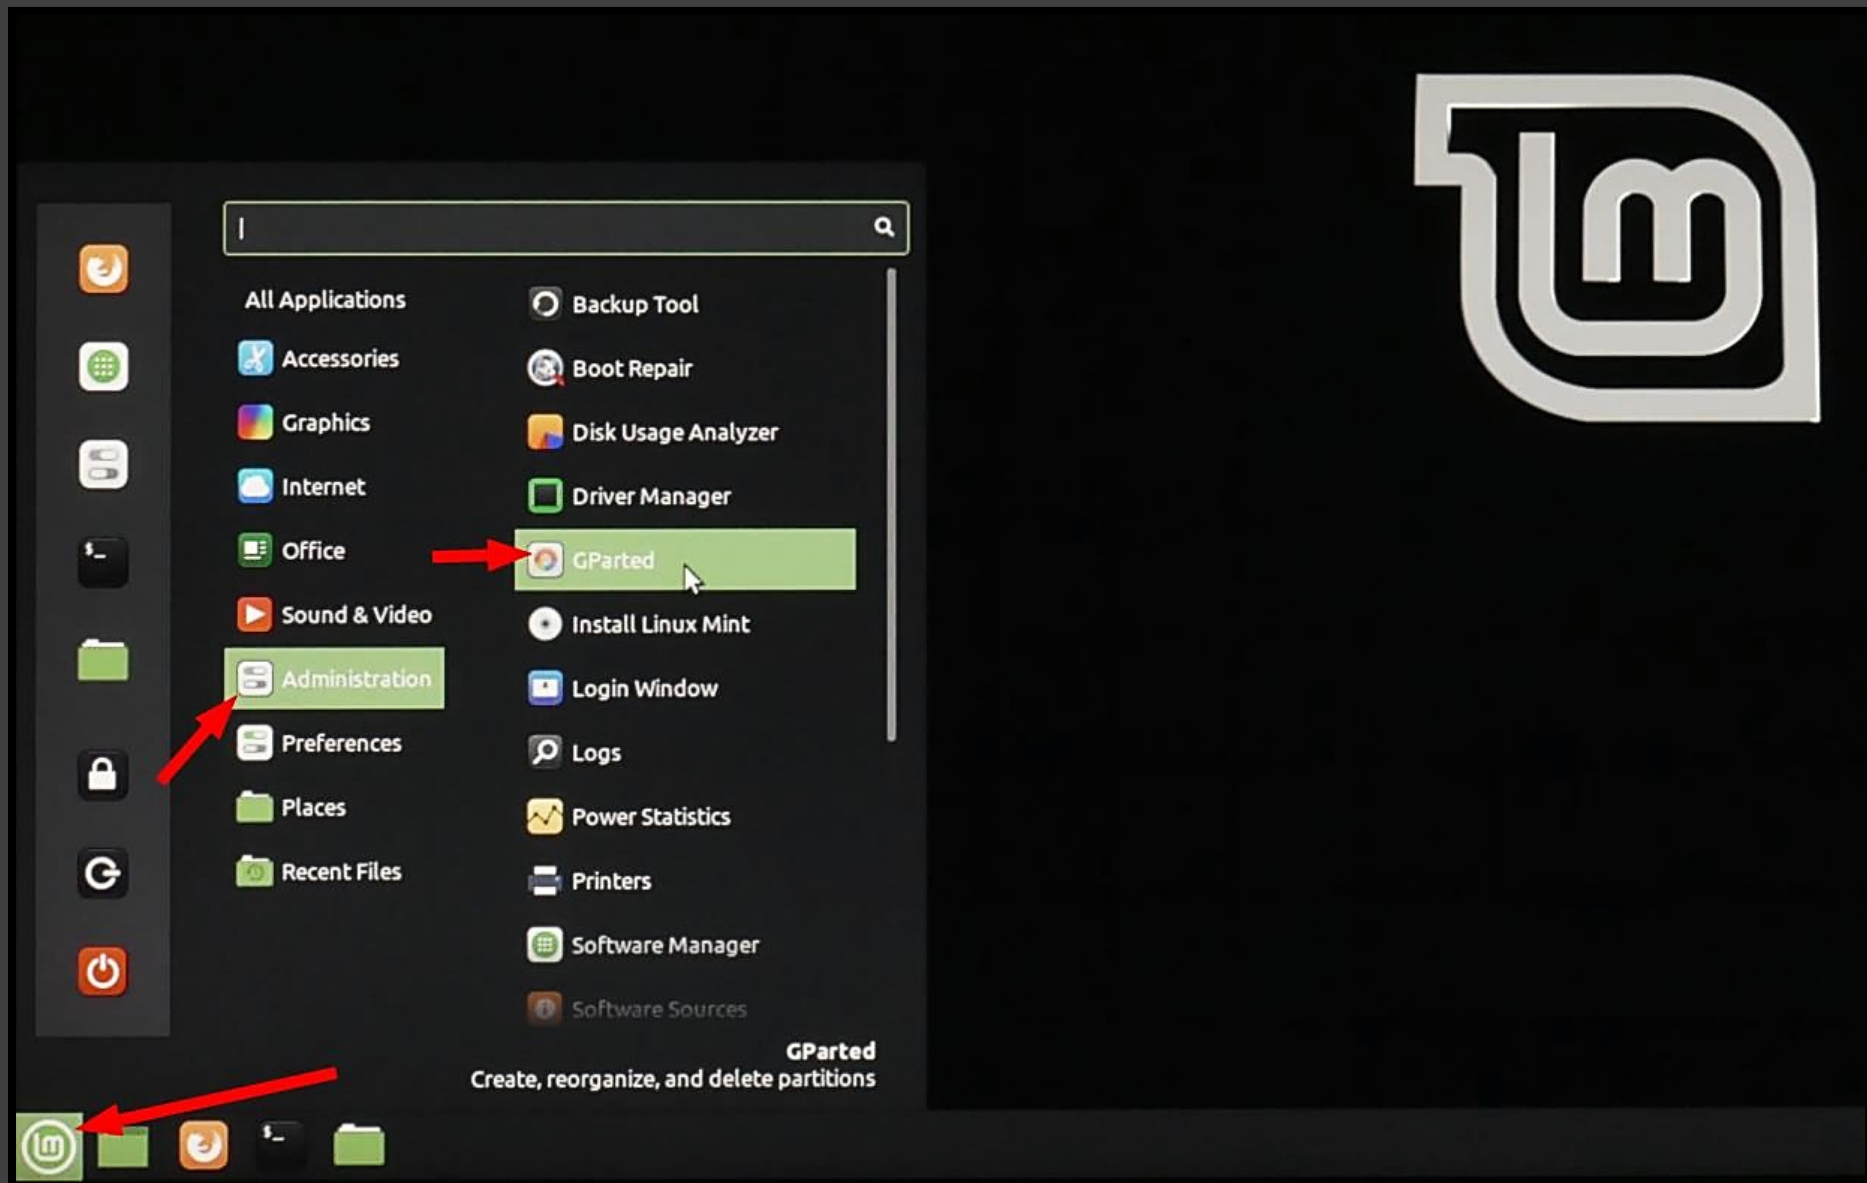 All Applications
Accessories
Graphics
Internet
Office
Sound & Video
Administration
Preferences
Places
Recent Files
Backup Tool
Boot Repair
Disk Usage Analyzer
Driver Manager
GParted
Install Linux Mint
Login Window
Logs
Power Statistics
Printers
Software Manager
Software Sources
GParted
Create, reorganize, and delete partitions
$_
$_
lm
lm